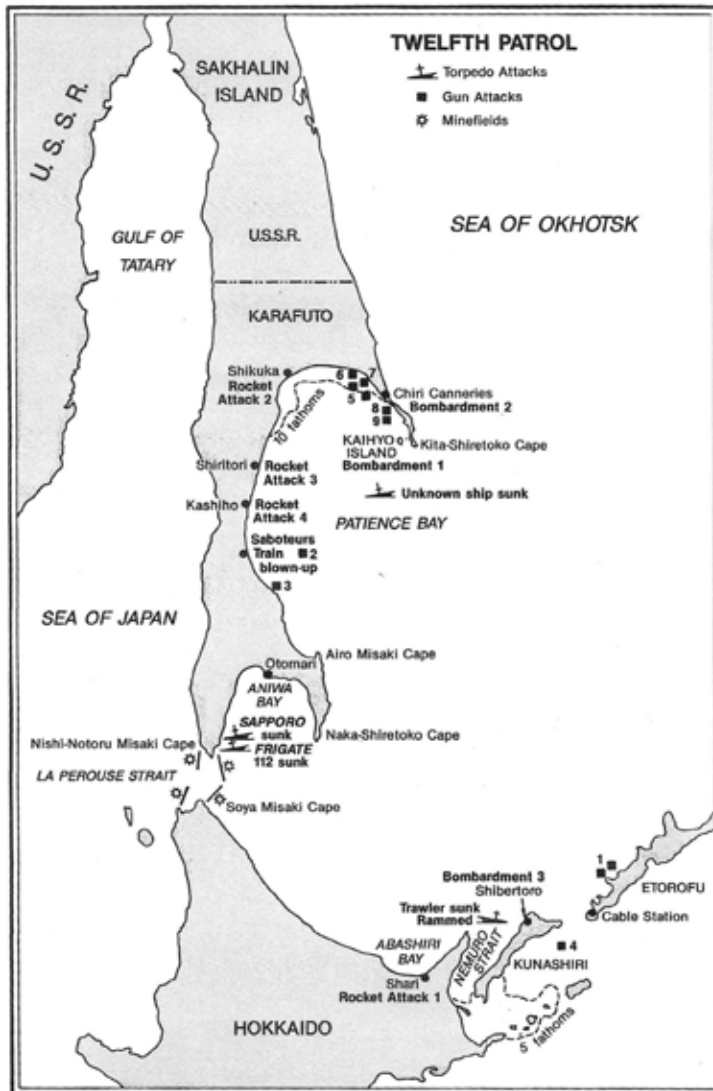 TWELFTH PATROL
Torpedo Attacks
Gun Attacks
Minefields
U.S.S.R.
SAKHALIN
ISLAND
GULF OF
TATARY
U.S.S.R.
SEA OF OKHOTSK
KARAFUTO
Shikuka
Rocket
Attack 2
6
7
5
8
9
10 fathoms
Chiri Canneries
Bombardment 2
KAIHYO
ISLAND
Bombardment 1
Kita-Shiretoko Cape
Shiritori
Rocket
Attack 3
Unknown ship sunk
Kashiho
Rocket
Attack 4
PATIENCE BAY
Saboteurs
Train
blown-up
2
3
SEA OF JAPAN
Airo Misaki Cape
Otomari
ANIWA
BAY
SAPPORO
sunk
Naka-Shiretoko Cape
Nishi-Notoru Misaki Cape
FRIGATE
112 sunk
LA PEROUSE STRAIT
Soya Misaki Cape
1
Bombardment 3
Shibertoro
ETOROFU
Trawler sunk
Rammed
Cable Station
ABASHIRI
BAY
NEMURO
STRAIT
4
KUNASHIRI
Shari
Rocket Attack 1
HOKKAIDO
5 fathoms